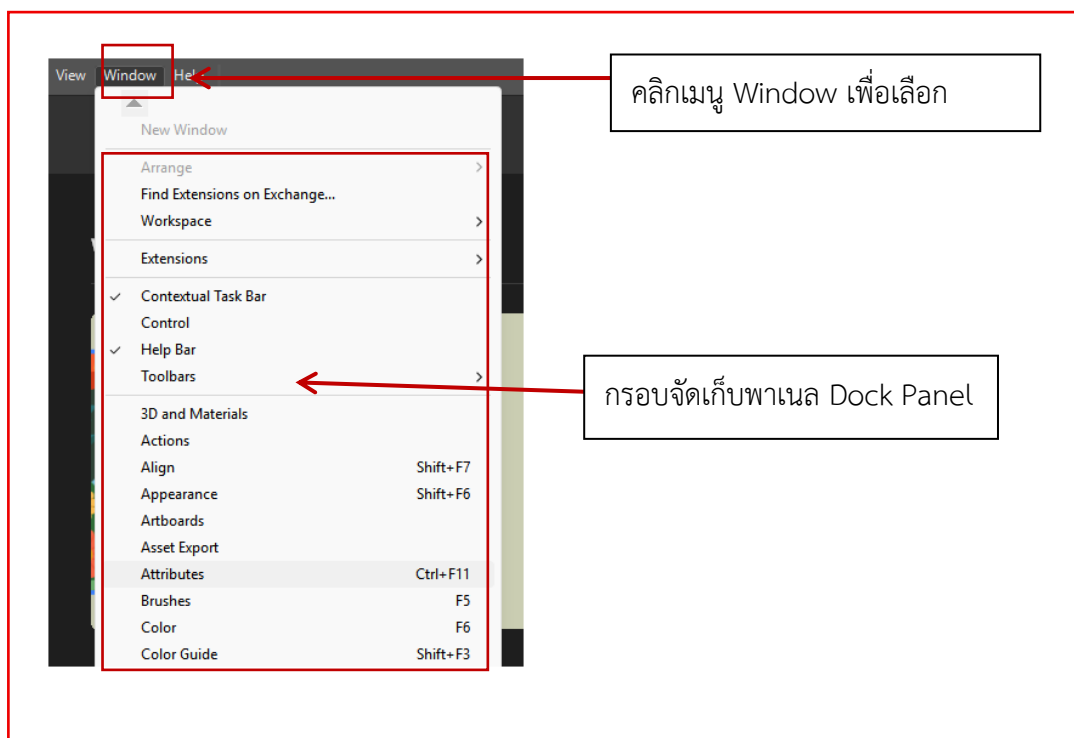 View Window Hel
คลิกเมนู Window เพื่อเลือก
New Window
Arrange
Find Extensions on Exchange...
Workspace
Extensions
Contextual Task Bar
Control
Help Bar
Toolbars
กรอบจัดเก็บพาเนล Dock Panel
3D and Materials
Actions
Align Shift+F7
Appearance Shift+F6
Artboards
Asset Export
Attributes Ctrl+F11
Brushes F5
Color F6
Color Guide Shift+F3